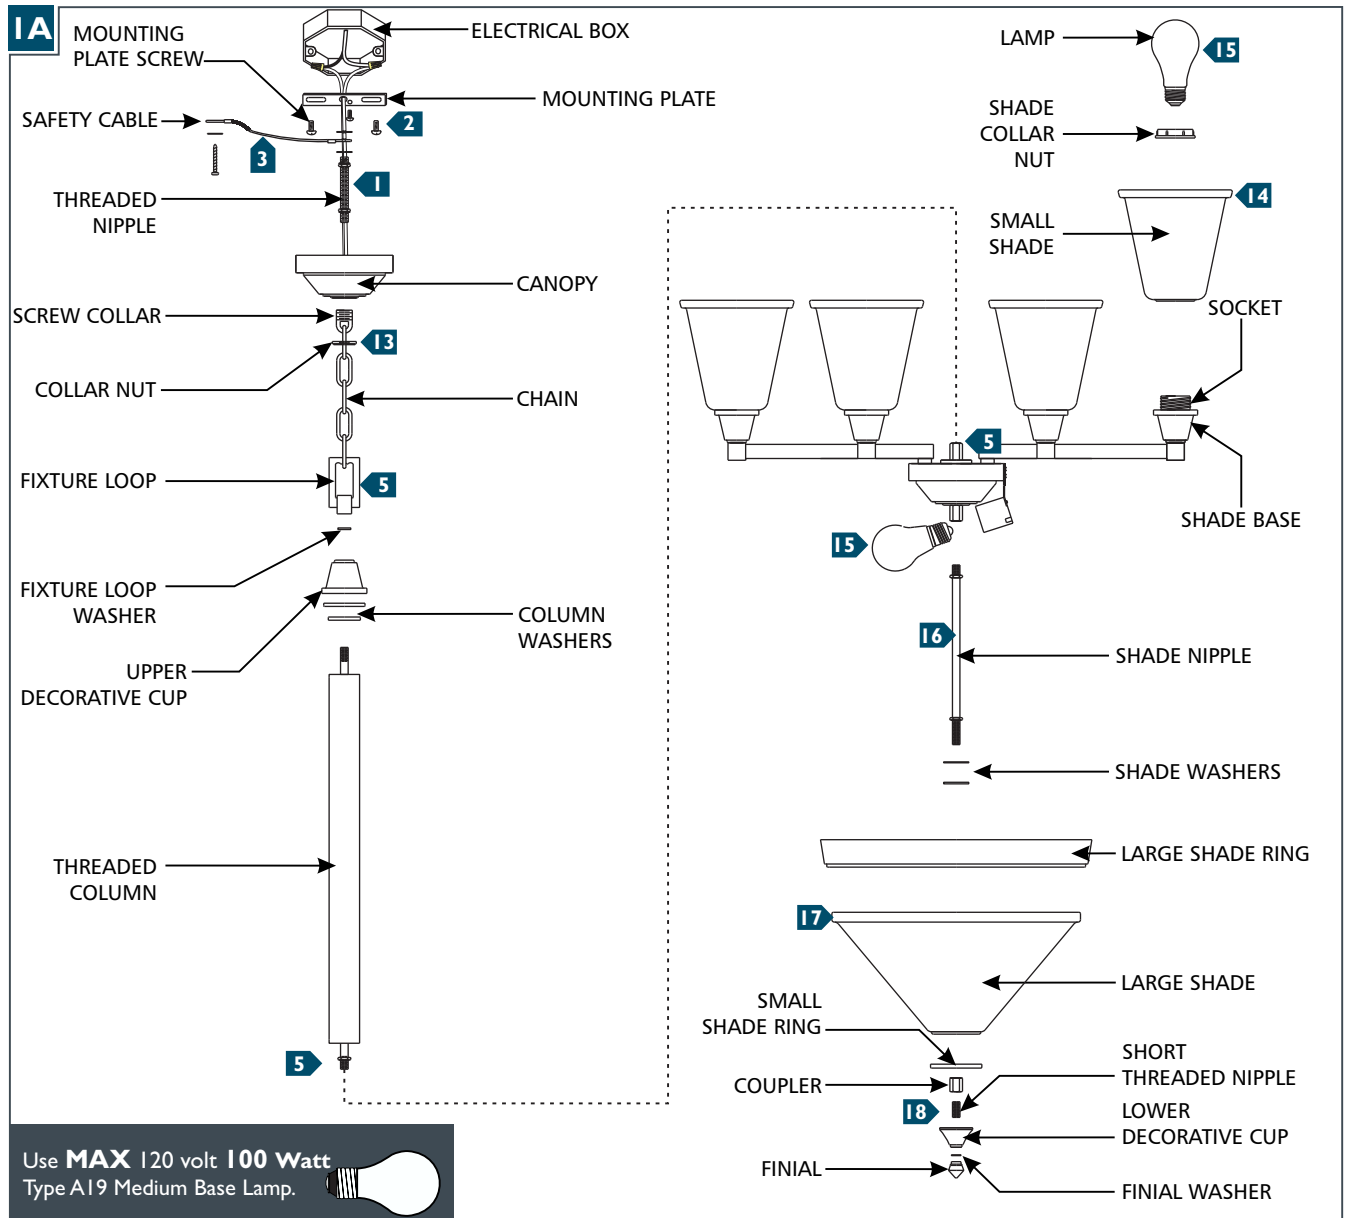 1A
MOUNTING
PLATE SCREW
ELECTRICAL BOX
MOUNTING PLATE
2
SAFETY CABLE
3
1
THREADED
NIPPLE
CANOPY
SCREW COLLAR
13
COLLAR NUT
CHAIN
FIXTURE LOOP
5
FIXTURE LOOP
WASHER
COLUMN
WASHERS
UPPER
DECORATIVE CUP
THREADED
COLUMN
5
LAMP
15
SHADE
COLLAR
NUT
14
SMALL
SHADE
SOCKET
5
SHADE BASE
15
16
SHADE NIPPLE
SHADE WASHERS
LARGE SHADE RING
17
LARGE SHADE
SMALL
SHADE RING
SHORT
THREADED NIPPLE
COUPLER
18
LOWER
DECORATIVE CUP
FINIAL
FINIAL WASHER
Use MAX 120 volt 100 Watt
Type A19 Medium Base Lamp.